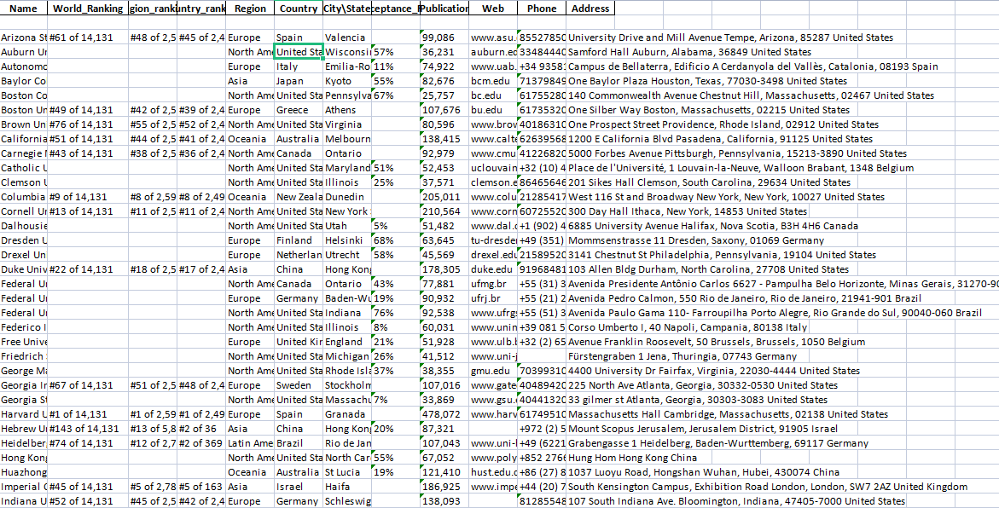 Name World_Ranking gion_rank untry_rank Region Country City\State ceptance_R Publication Web Phone Address
Arizona St #61 of 14,131 #48 of 2,5 #45 of 2,4 Europe Spain Valencia 99,086 www.asu. 85527850 University Drive and Mill Avenue Tempe, Arizona, 85287 United States
Auburn Un North Ame United Sta Wisconsin 57% 36,231 auburn.ed 33484440 Samford Hall Auburn, Alabama, 36849 United States
Autonomo Europe Italy Emilia-Ro 11% 74,922 www.uab. +34 93581 Campus de Bellaterra, Edificio A Cerdanyola del Vallès, Catalonia, 08193 Spain
Baylor Co Asia Japan Kyoto 55% 82,676 bcm.edu 71379849 One Baylor Plaza Houston, Texas, 77030-3498 United States
Boston Co North Ame United Sta Pennsylva 67% 25,757 bc.edu 61755280 140 Commonwealth Avenue Chestnut Hill, Massachusetts, 02467 United States
Boston Un #49 of 14,131 #42 of 2,5 #39 of 2,4 Europe Greece Athens 107,676 bu.edu 61735320 One Silber Way Boston, Massachusetts, 02215 United States
Brown Un #76 of 14,131 #55 of 2,5 #52 of 2,4 North Ame United Sta Virginia 80,596 www.brov 40186310 One Prospect Street Providence, Rhode Island, 02912 United States
California #51 of 14,131 #44 of 2,5 #41 of 2,4 Oceania Australia Melbourn 138,415 www.calte 62639568 1200 E California Blvd Pasadena, California, 91125 United States
Carnegie M #43 of 14,131 #38 of 2,5 #36 of 2,4 North Ame Canada Ontario 92,979 www.cmu 41226820 5000 Forbes Avenue Pittsburgh, Pennsylvania, 15213-3890 United States
Catholic U North Ame United Sta Maryland 51% 52,453 uclouvain +32 (10) 4 Place de l'Université, 1 Louvain-la-Neuve, Walloon Brabant, 1348 Belgium
Clemson U North Ame United Sta Illinois 25% 37,571 clemson.e 86465646 201 Sikes Hall Clemson, South Carolina, 29634 United States
Columbia #9 of 14,131 #8 of 2,59 #8 of 2,49 Oceania New Zeala Dunedin 205,011 www.colu 21285417 West 116 St and Broadway New York, New York, 10027 United States
Cornell Un #13 of 14,131 #11 of 2,5 #11 of 2,4 North Ame United Sta New York 210,564 www.corn 60725520 300 Day Hall Ithaca, New York, 14853 United States
Dalhousie North Ame United Sta Utah 5% 51,482 www.dal. +1 (902) 4 6885 University Avenue Halifax, Nova Scotia, B3H 4H6 Canada
Dresden U Europe Finland Helsinki 68% 63,645 tu-dresder +49 (351) Mommsenstrasse 11 Dresden, Saxony, 01069 Germany
Drexel Un Europe Netherlan Utrecht 58% 45,569 drexel.edu 21589520 3141 Chestnut St Philadelphia, Pennsylvania, 19104 United States
Duke Univ #22 of 14,131 #18 of 2,5 #17 of 2,4 Asia China Hong Kong 178,305 duke.edu 91968481 103 Allen Bldg Durham, North Carolina, 27708 United States
Federal U North Ame Canada Ontario 43% 77,881 ufmg.br +55 (31) 3 Avenida Presidente Antônio Carlos 6627 - Pampulha Belo Horizonte, Minas Gerais, 31270-90
Federal U Europe Germany Baden-Wu 19% 90,932 ufrj.br +55 (21) 2 Avenida Pedro Calmon, 550 Rio de Janeiro, Rio de Janeiro, 21941-901 Brazil
Federal U North Ame United Sta Indiana 76% 92,538 www.ufrgs +55 (51) 3 Avenida Paulo Gama 110- Farroupilha Porto Alegre, Rio Grande do Sul, 90040-060 Brazil
Federico I North Ame United Sta Illinois 8% 60,031 www.unin +39 081 5 Corso Umberto I, 40 Napoli, Campania, 80138 Italy
Free Unive Europe United Kin England 21% 51,928 www.ulb.b +32 (2) 65 Avenue Franklin Roosevelt, 50 Brussels, Brussels, 1050 Belgium
Friedrich North Ame United Sta Michigan 26% 41,512 www.uni-j Fürstengraben 1 Jena, Thuringia, 07743 Germany
George Ma North Ame United Sta Rhode Isla 37% 38,355 gmu.edu 70399310 4400 University Dr Fairfax, Virginia, 22030-4444 United States
Georgia In #67 of 14,131 #51 of 2,5 #48 of 2,4 Europe Sweden Stockholm 107,016 www.gate 40489420 225 North Ave Atlanta, Georgia, 30332-0530 United States
Georgia St North Ame United Sta Massachu 7% 33,869 www.gsu. 40441320 33 gilmer st Atlanta, Georgia, 30303-3083 United States
Harvard U #1 of 14,131 #1 of 2,59 #1 of 2,49 Europe Spain Granada 478,072 www.harv 61749510 Massachusetts Hall Cambridge, Massachusetts, 02138 United States
Hebrew U #143 of 14,131 #13 of 5,8 #2 of 36 Asia China Hong Kong 20% 87,321 +972 (2) 5 Mount Scopus Jerusalem, Jerusalem District, 91905 Israel
Heidelberg #74 of 14,131 #12 of 2,7 #2 of 369 Latin Ame Brazil Rio de Jan 107,043 www.uni-l +49 (6221 Grabengasse 1 Heidelberg, Baden-Wurttemberg, 69117 Germany
Hong Kong North Ame United Sta North Car 55% 67,052 www.poly +852 2766 Hung Hom Hong Kong China
Huazhong Oceania Australia St Lucia 19% 121,410 hust.edu.c +86 (27) 8 1037 Luoyu Road, Hongshan Wuhan, Hubei, 430074 China
Imperial C #45 of 14,131 #5 of 2,78 #5 of 163 Asia Israel Haifa 186,925 www.impe +44 (20) 7 South Kensington Campus, Exhibition Road London, London, SW7 2AZ United Kingdom
Indiana U #52 of 14,131 #45 of 2,5 #42 of 2,4 Europe Germany Schleswig 138,093 81285548 107 South Indiana Ave. Bloomington, Indiana, 47405-7000 United States